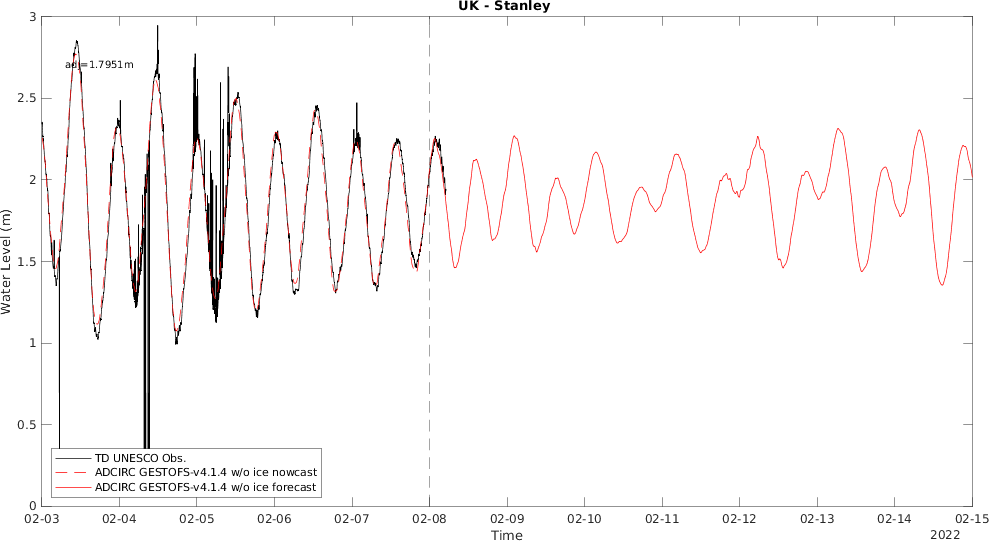 UK - Stanley
adj=1.7951m
Water Level (m)
3
2.5
2
1.5
1
0.5
0
TD UNESCO Obs.
ADCIRC GESTOFS-v4.1.4 w/o ice nowcast
ADCIRC GESTOFS-v4.1.4 w/o ice forecast
02-03 02-04 02-05 02-06 02-07 02-08 02-09 02-10 02-11 02-12 02-13 02-14 02-15
Time
2022